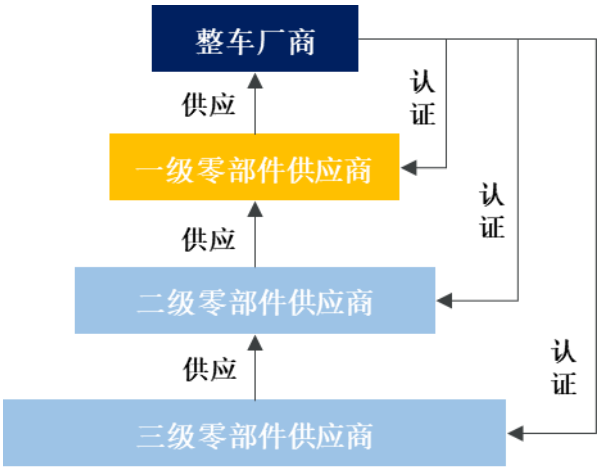 整车厂商
供应
认
证
一级零部件供应商
认
证
供应
二级零部件供应商
认
证
供应
三级零部件供应商